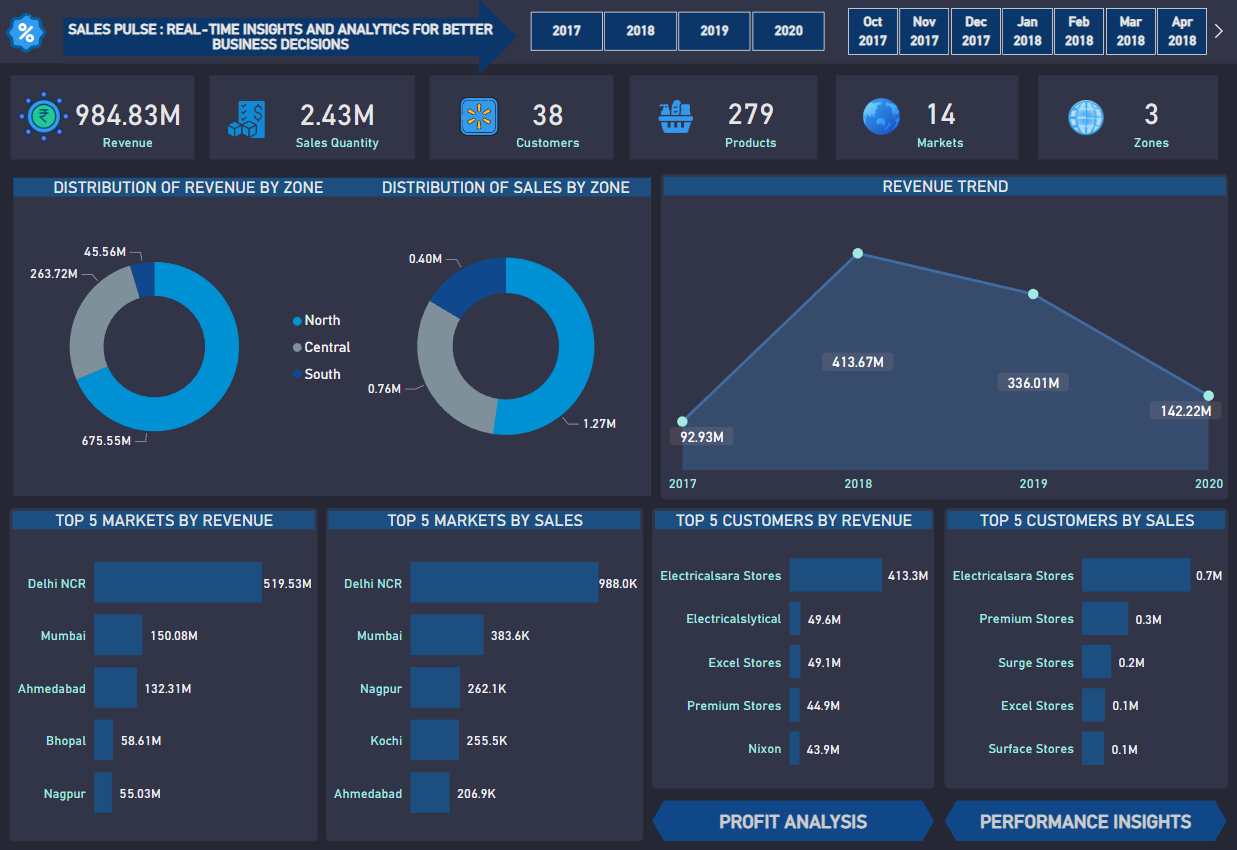 SALES PULSE : REAL-TIME INSIGHTS AND ANALYTICS FOR BETTER
BUSINESS DECISIONS
2017
2018
2019
2020
Oct
2017
Nov
2017
Dec
2017
Jan
2018
Feb
2018
Mar
2018
Apr
2018
%
₹
984.83M
Revenue
$
2.43M
Sales Quantity
38
Customers
279
Products
14
Markets
3
Zones
DISTRIBUTION OF REVENUE BY ZONE
45.56M
263.72M
675.55M
North
Central
South
DISTRIBUTION OF SALES BY ZONE
0.40M
0.76M
1.27M
REVENUE TREND
413.67M
336.01M
142.22M
92.93M
2017
2018
2019
2020
TOP 5 MARKETS BY REVENUE
Delhi NCR 519.53M
Mumbai 150.08M
Ahmedabad 132.31M
Bhopal 58.61M
Nagpur 55.03M
TOP 5 MARKETS BY SALES
Delhi NCR 988.0K
Mumbai 383.6K
Nagpur 262.1K
Kochi 255.5K
Ahmedabad 206.9K
TOP 5 CUSTOMERS BY REVENUE
Electricalsara Stores 413.3M
Electricalslytical 49.6M
Excel Stores 49.1M
Premium Stores 44.9M
Nixon 43.9M
TOP 5 CUSTOMERS BY SALES
Electricalsara Stores 0.7M
Premium Stores 0.3M
Surge Stores 0.2M
Excel Stores 0.1M
Surface Stores 0.1M
PROFIT ANALYSIS
PERFORMANCE INSIGHTS